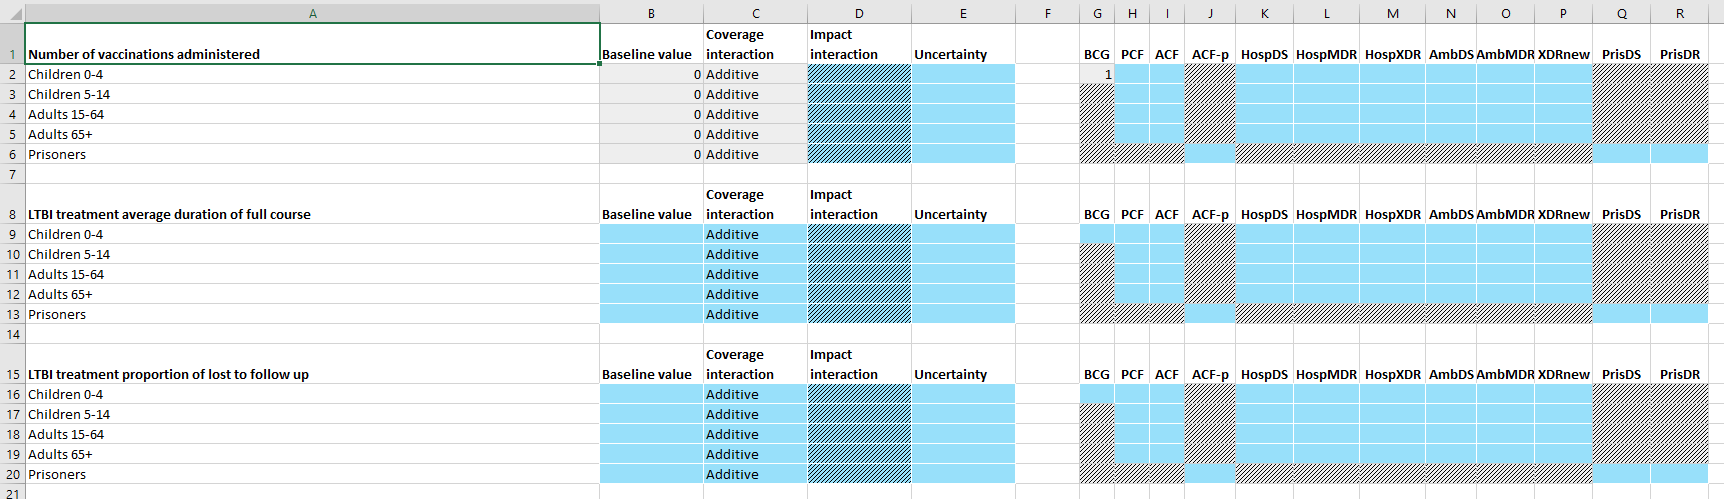 A B C D E F G H I J K L M N O P Q R
Coverage Impact
1 Number of vaccinations administered Baseline value interaction interaction Uncertainty BCG PCF ACF ACF-p HospDS HospMDR HospXDR AmbDS AmbMDR XDRnew PrisDS PrisDR
2 Children 0-4 0 Additive 1
3 Children 5-14 0 Additive
4 Adults 15-64 0 Additive
5 Adults 65+ 0 Additive
6 Prisoners 0 Additive
7
Coverage Impact
8 LTBI treatment average duration of full course Baseline value interaction interaction Uncertainty BCG PCF ACF ACF-p HospDS HospMDR HospXDR AmbDS AmbMDR XDRnew PrisDS PrisDR
9 Children 0-4 Additive
10 Children 5-14 Additive
11 Adults 15-64 Additive
12 Adults 65+ Additive
13 Prisoners Additive
14
Coverage Impact
15 LTBI treatment proportion of lost to follow up Baseline value interaction interaction Uncertainty BCG PCF ACF ACF-p HospDS HospMDR HospXDR AmbDS AmbMDR XDRnew PrisDS PrisDR
16 Children 0-4 Additive
17 Children 5-14 Additive
18 Adults 15-64 Additive
19 Adults 65+ Additive
20 Prisoners Additive
21